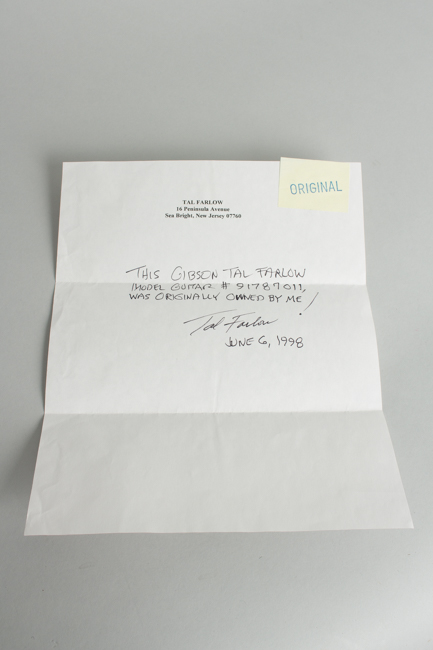 ORIGINAL
TAL FARLOW
16 Peninsula Avenue
Sea Bright, New Jersey 07760
THIS GIBSON TAL FARLOW
MODEL GUITAR # 91787011,
WAS ORIGINALLY OWNED BY ME!
Tal Farlow
JUNE 6, 1998